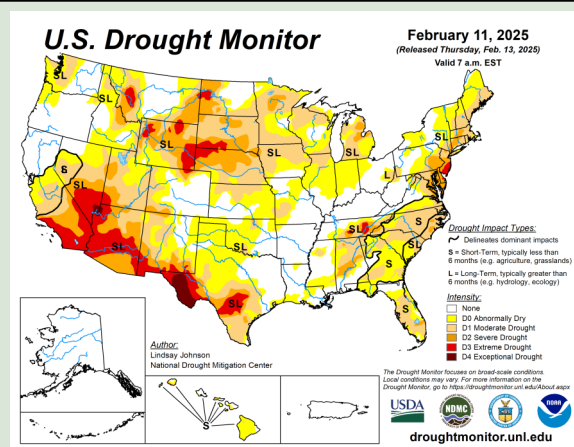 U.S. Drought Monitor
February 11, 2025
(Released Thursday, Feb. 13, 2025)
Valid 7 a.m. EST
SL
SL
SL
SL
SL
L
S
SL
SL
S
SL
SL
SL
S
S
SL
S
Drought Impact Types:
Delineates dominant impacts
S = Short-Term, typically less than
6 months (e.g. agriculture, grasslands)
L = Long-Term, typically greater than
6 months (e.g. hydrology, ecology)
Intensity:
None
D0 Abnormally Dry
D1 Moderate Drought
D2 Severe Drought
D3 Extreme Drought
D4 Exceptional Drought
Author:
Lindsay Johnson
National Drought Mitigation Center
S
The Drought Monitor focuses on broad-scale conditions.
Local conditions may vary. For more information on the
Drought Monitor, go to https://droughtmonitor.unl.edu/About.aspx
USDA
NDMC
NOAA
droughtmonitor.unl.edu